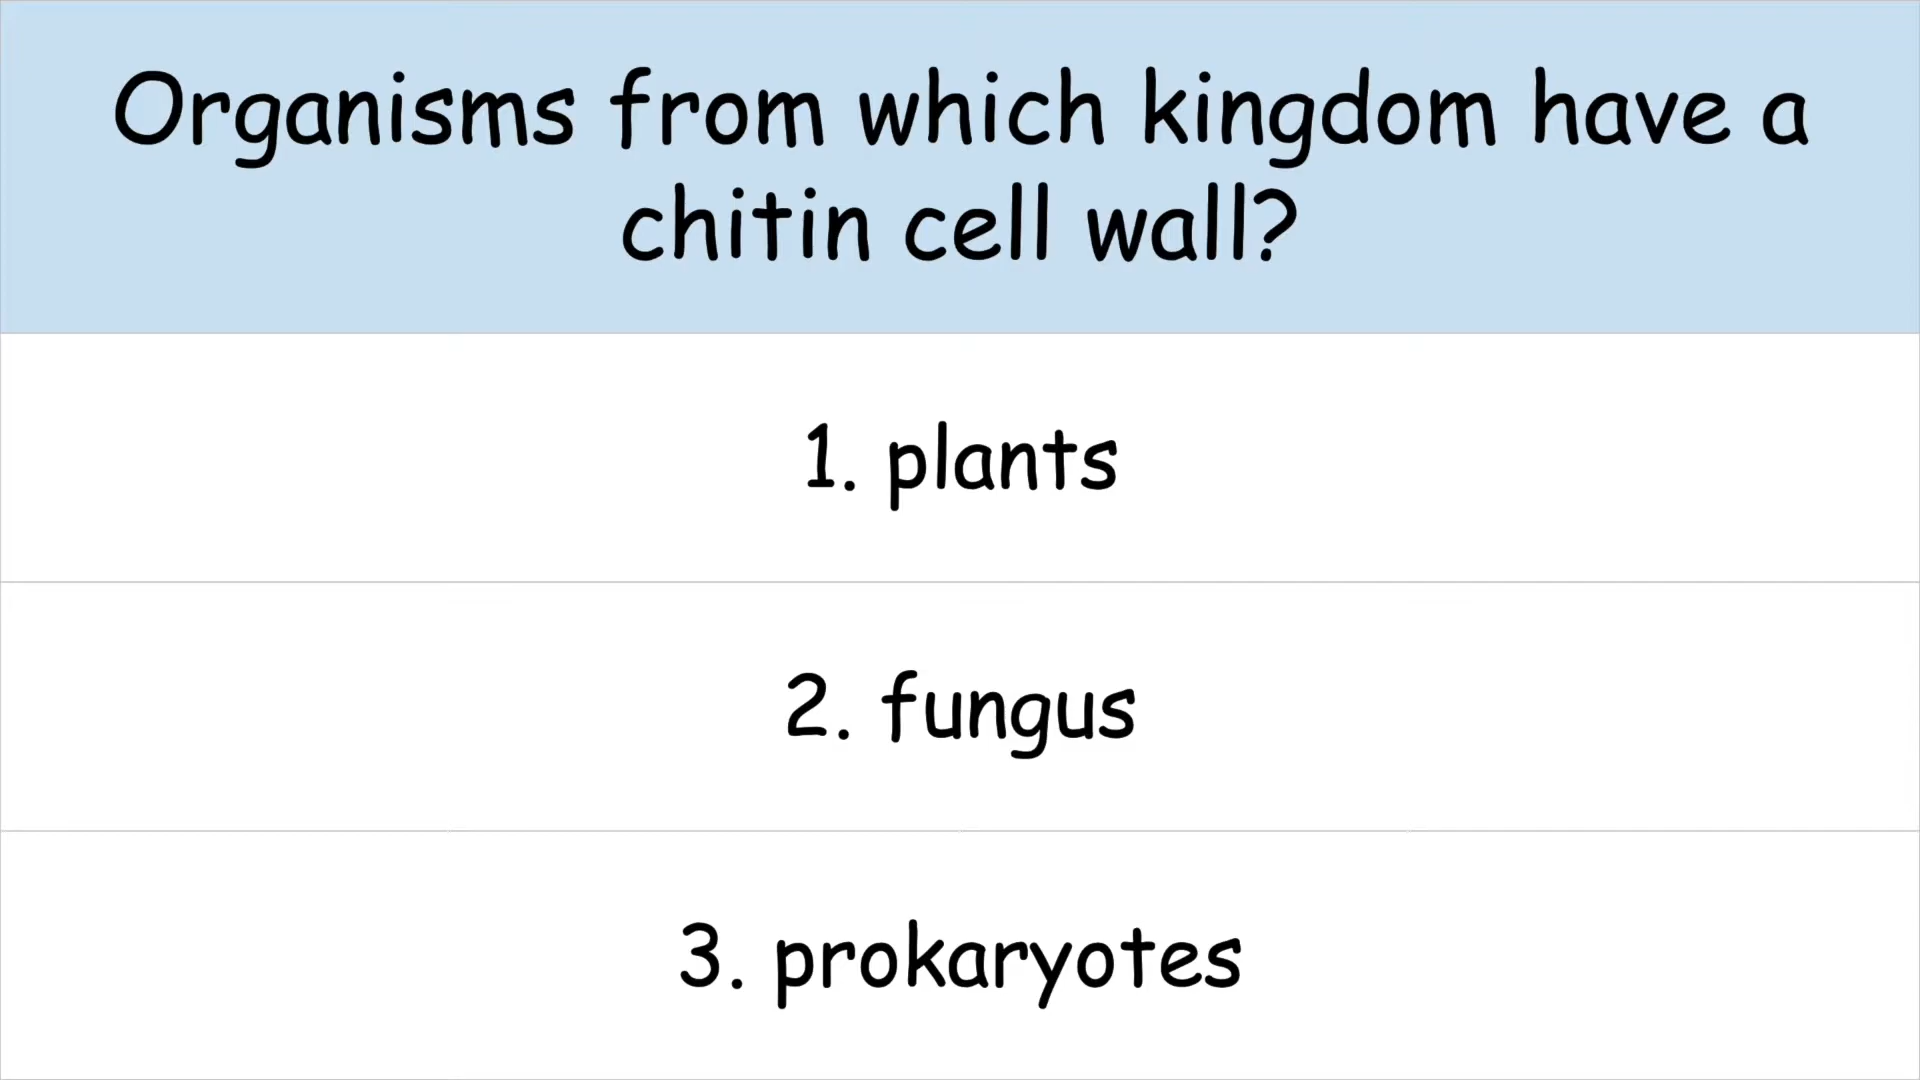 Organisms from which kingdom have a
chitin cell wall?
1. plants
2. fungus
3. prokaryotes